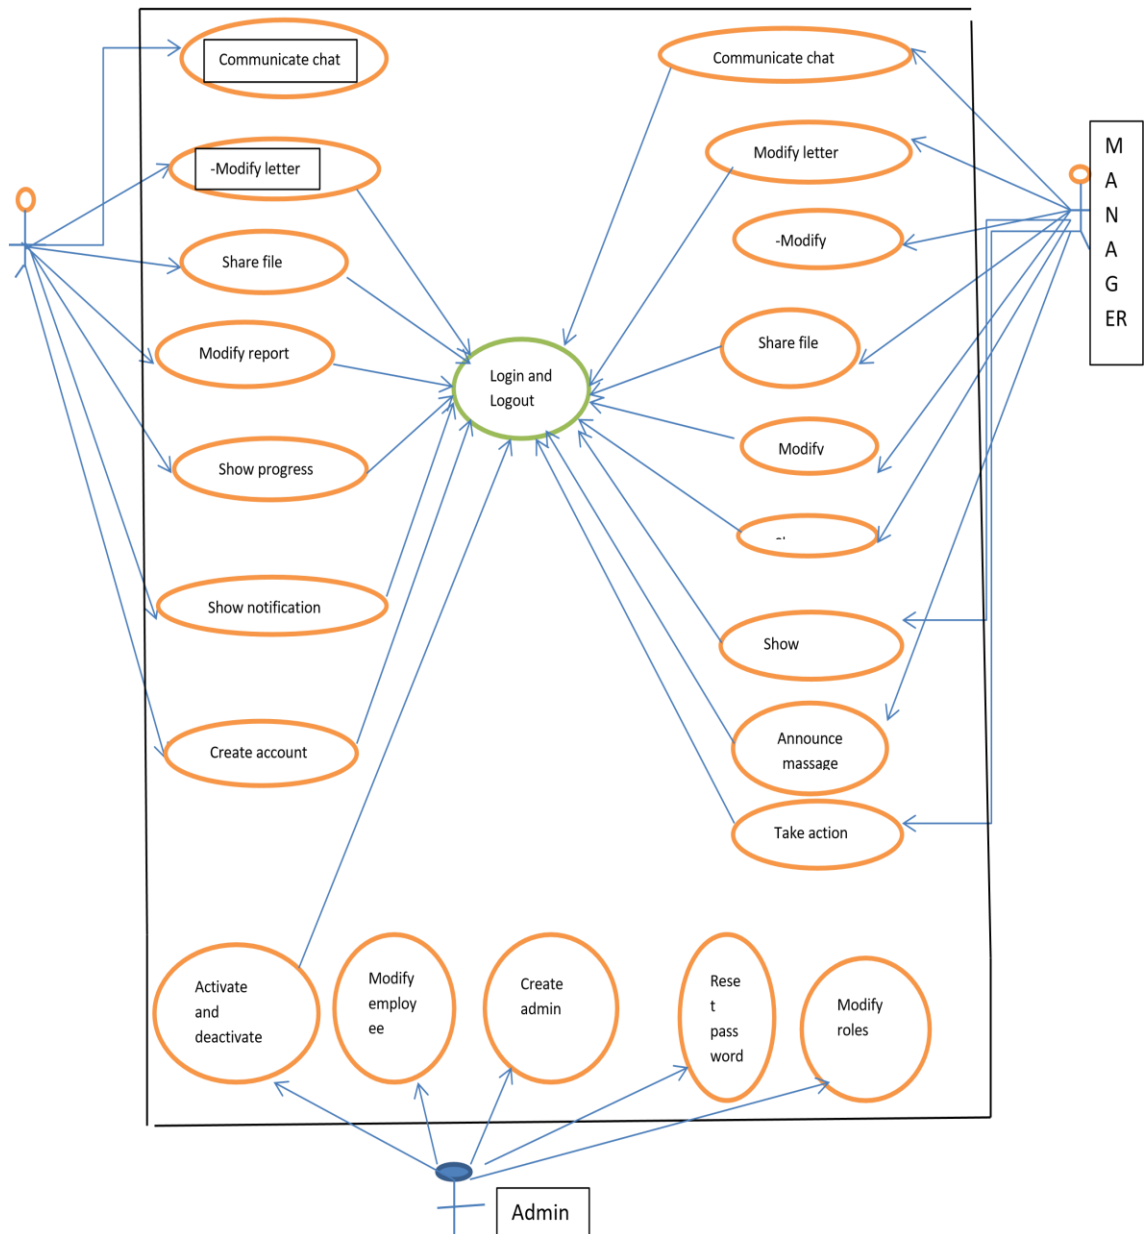 Communicate chat
Communicate chat
M
A
N
A
G
ER
-Modify letter
Modify letter
-Modify
Share file
Share file
Modify report
Login and
Logout
Modify
Show progress
Show notification
Show
Create account
Announce
massage
Take action
Activate
and
deactivate
Modify
employ
ee
Create
admin
Rese
t
pass
word
Modify
roles
Admin